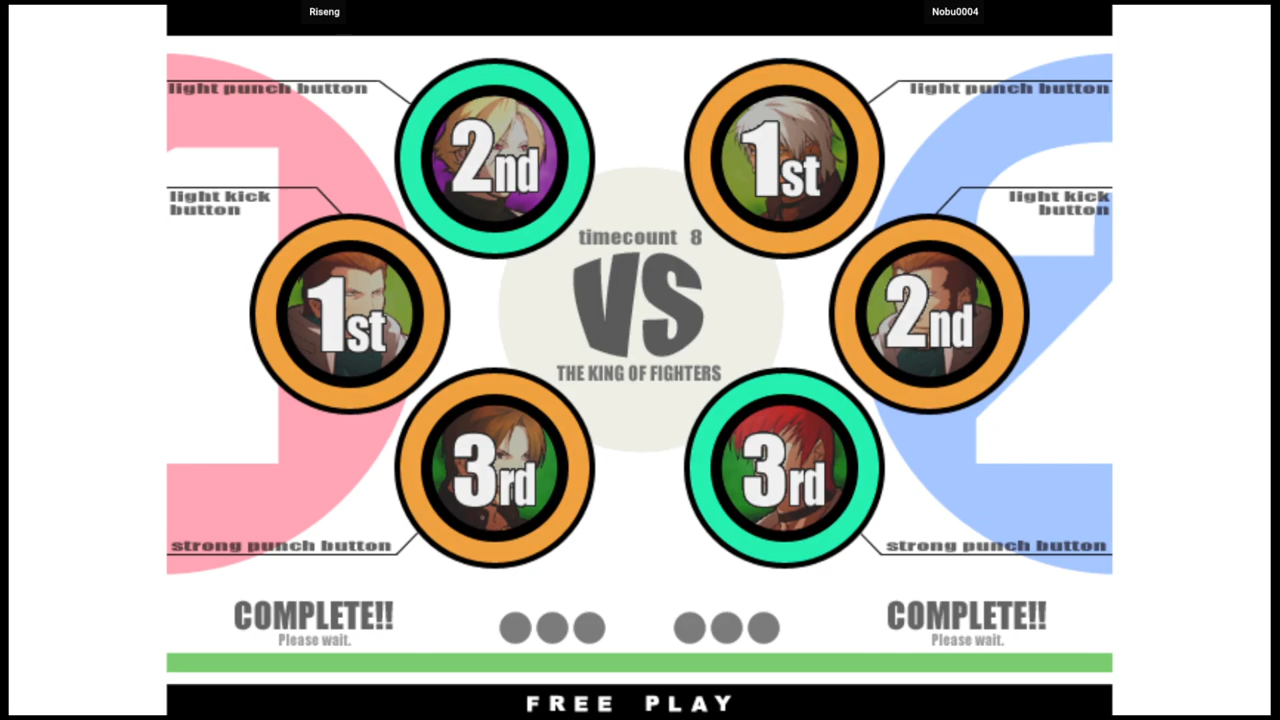 Riseng
Nobu0004
light punch button
light punch button
2nd
1st
light kick
button
light kick
button
timecount 8
VS
THE KING OF FIGHTERS
1st
2nd
3rd
3rd
strong punch button
strong punch button
COMPLETE!!
Please wait.
COMPLETE!!
Please wait.
FREE PLAY